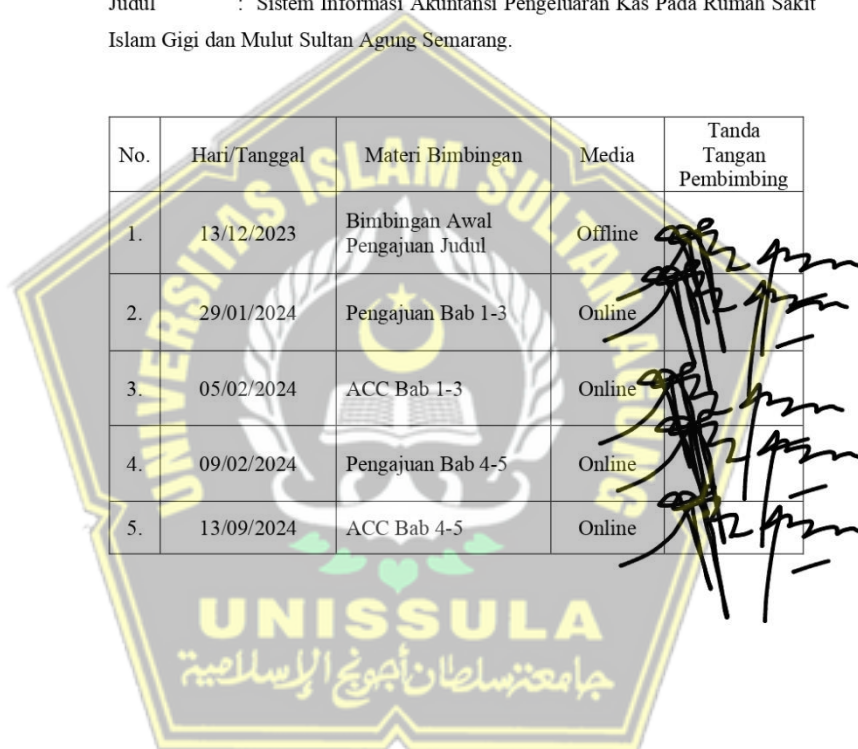 Judul : Sistem Informasi Akuntansi Pengeluaran Kas Pada Rumah Sakit
Islam Gigi dan Mulut Sultan Agung Semarang.
No. Hari/Tanggal Materi Bimbingan Media Tanda Tangan Pembimbing
1. 13/12/2023 Bimbingan Awal Pengajuan Judul Offline
2. 29/01/2024 Pengajuan Bab 1-3 Online
3. 05/02/2024 ACC Bab 1-3 Online
4. 09/02/2024 Pengajuan Bab 4-5 Online
5. 13/09/2024 ACC Bab 4-5 Online
UNIVERSITAS ISLAM SULTAN AGUNG
UNISSULA
جامعة سلطان أجونج الإسلامية